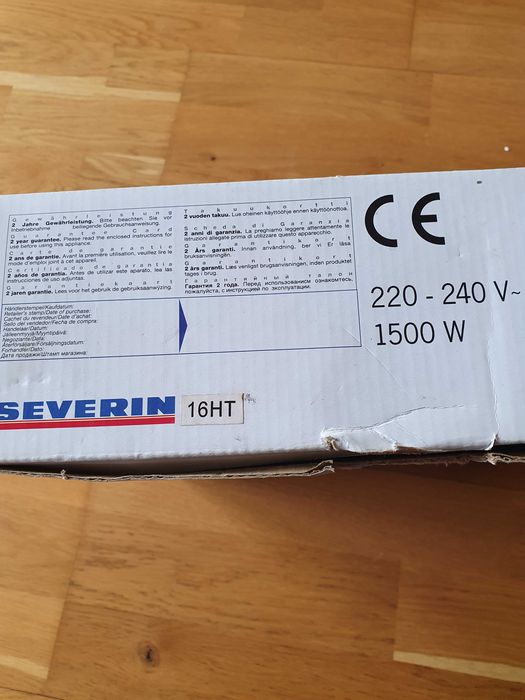 Gewährleistung
2 Jahre Gewährleistung. Bitte beachten Sie vor
Inbetriebnahme beiliegende Gebrauchsanweisung.
Guarantee Card
2 year guarantee. Please read the enclosed instructions for
use before using this appliance.
Carte de garantie
2 ans de garantie. Avant la première utilisation, veuillez lire le
mode d'emploi joint à cet appareil.
Certificado de garantia
2 años de garantía. Antes de utilizar este aparato, lea las
instrucciones de uso adjuntas.
Garantiekaart
2 jaren garantie. Lees voor het gebruik de gebruiksaanwijzing.
Händlerstempel/Kaufdatum:
Retailer's stamp/Date of purchase:
Cachet du revendeur/Date d'achat:
Sello del vendedor/Fecha de compra:
Handelaar/Datum:
Jälleenmyyjä/Myyntipäivä:
Negoziante/Data:
Återförsäljare/Försäljningsdatum:
Forhandler/Dato:
Дата продажи/Штамп магазина:
Takuukortti
2 vuoden takuu. Lue oheinen käyttöohje ennen käyttöönottoa.
Scheda di Garanzia
2 anni di garanzia. La preghiamo leggere attentamente le
istruzioni allegate prima di utilizzare questo apparecchio.
Garantikort
2 Års garanti. Innan användning, ber vi Er läsa
bruksanvisningen.
Garantikort
2 års garanti. Læs venligst brugsanvisningen, inden produktet
tages i brug.
Гарантийный талон
Гарантия 2 года. Перед использованием ознакомьтесь,
пожалуйста, с инструкцией по эксплуатации.
CE
220 - 240 V~
1500 W
SEVERIN
16HT